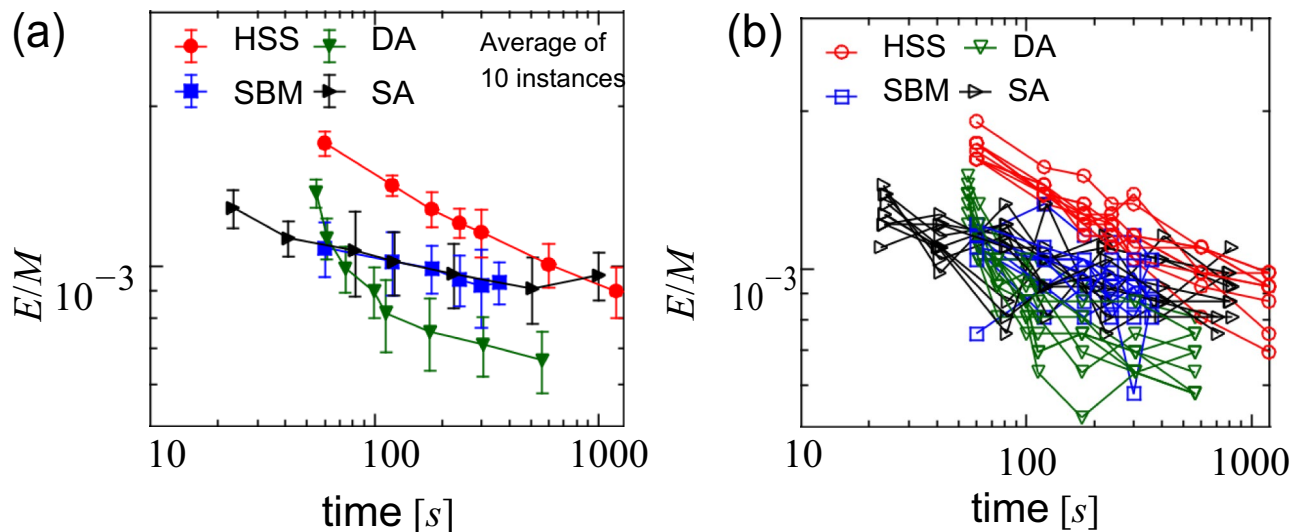 (a)
HSS DA
SBM SA
Average of
10 instances
E/M
10⁻³
10 100 1000
time [s]
(b)
HSS DA
SBM SA
E/M
10⁻³
10 100 1000
time [s]